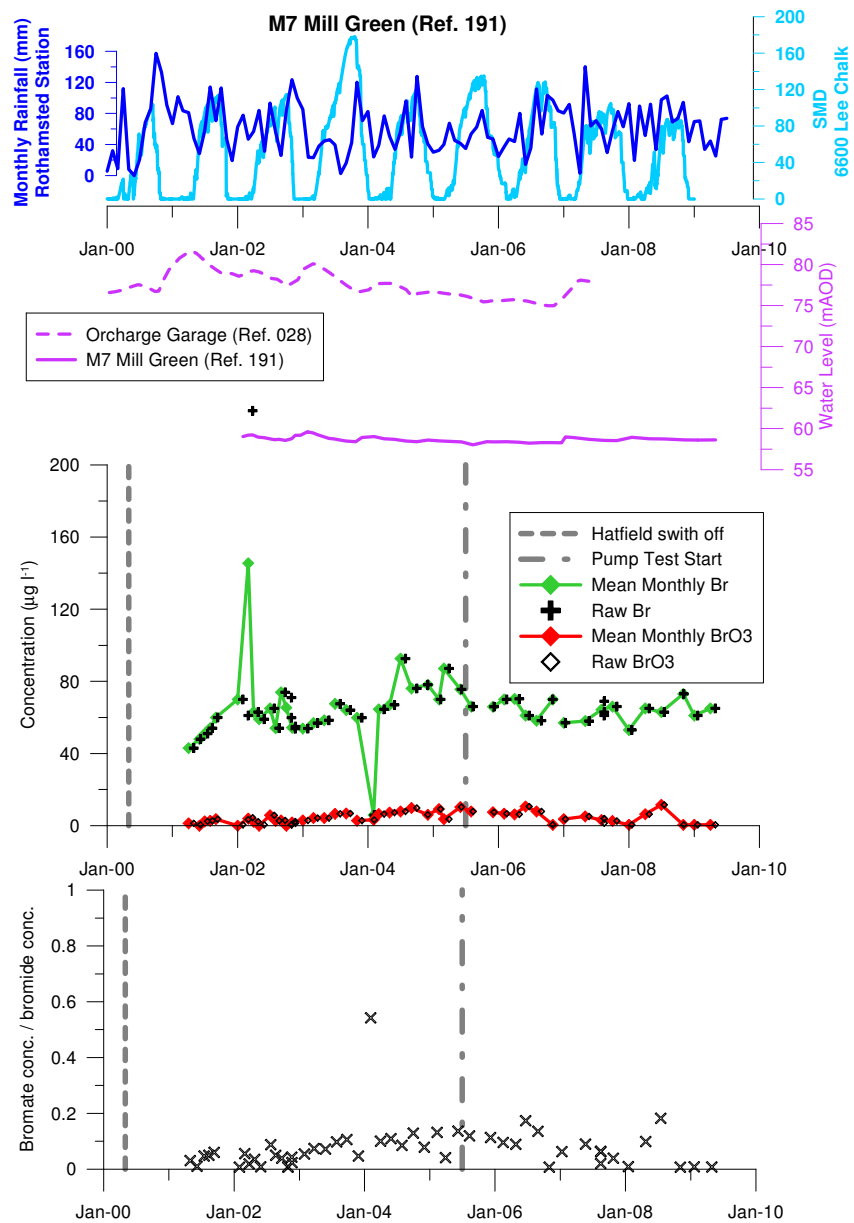 M7 Mill Green (Ref. 191)
Monthly Rainfall (mm)
Rothamsted Station
160
120
80
40
0
200
160
120
80
40
0
SMD
6600 Lee Chalk
Jan-00 Jan-02 Jan-04 Jan-06 Jan-08 Jan-10
85
80
75
70
65
60
55
Water Level (mAOD)
Orcharge Garage (Ref. 028)
M7 Mill Green (Ref. 191)
200
160
120
80
40
0
Concentration (µg l-1)
Hatfield swith off
Pump Test Start
Mean Monthly Br
Raw Br
Mean Monthly BrO3
Raw BrO3
Jan-00 Jan-02 Jan-04 Jan-06 Jan-08 Jan-10
1
0.8
0.6
0.4
0.2
0
Bromate conc. / bromide conc.
Jan-00 Jan-02 Jan-04 Jan-06 Jan-08 Jan-10